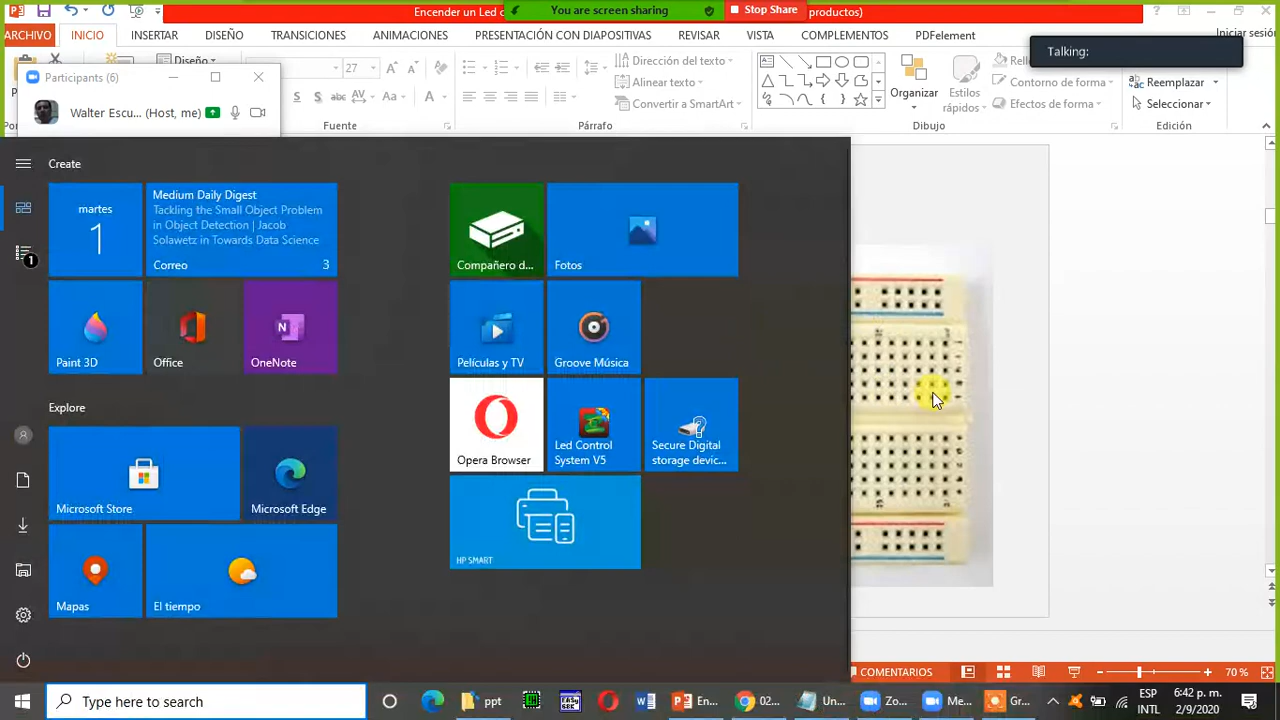 Encender un Led c
productos)
You are screen sharing
Stop Share
ARCHIVO
INICIO
INSERTAR
DISEÑO
TRANSICIONES
ANIMACIONES
PRESENTACIÓN CON DIAPOSITIVAS
REVISAR
VISTA
COMPLEMENTOS
PDFelement
Iniciar sesió
Talking:
Diseño
27
Dirección del texto
Alinear texto
Convertir a SmartArt
Organizar
Estilos
rápidos
Contorno de forma
Efectos de forma
Reemplazar
Seleccionar
Fuente
Párrafo
Dibujo
Edición
Participants (6)
Walter Escu... (Host, me)
Create
martes
1
Medium Daily Digest
Tackling the Small Object Problem
in Object Detection | Jacob
Solawetz in Towards Data Science
Correo
3
Compañero d...
Fotos
1
Paint 3D
Office
OneNote
Películas y TV
Groove Música
Explore
Opera Browser
Led Control
System V5
Secure Digital
storage devic...
Microsoft Store
Microsoft Edge
HP SMART
Mapas
El tiempo
COMENTARIOS
70 %
Type here to search
ppt
En...
02...
Un...
Zo...
Me...
Gr...
ESP
INTL
6:42 p. m.
2/9/2020